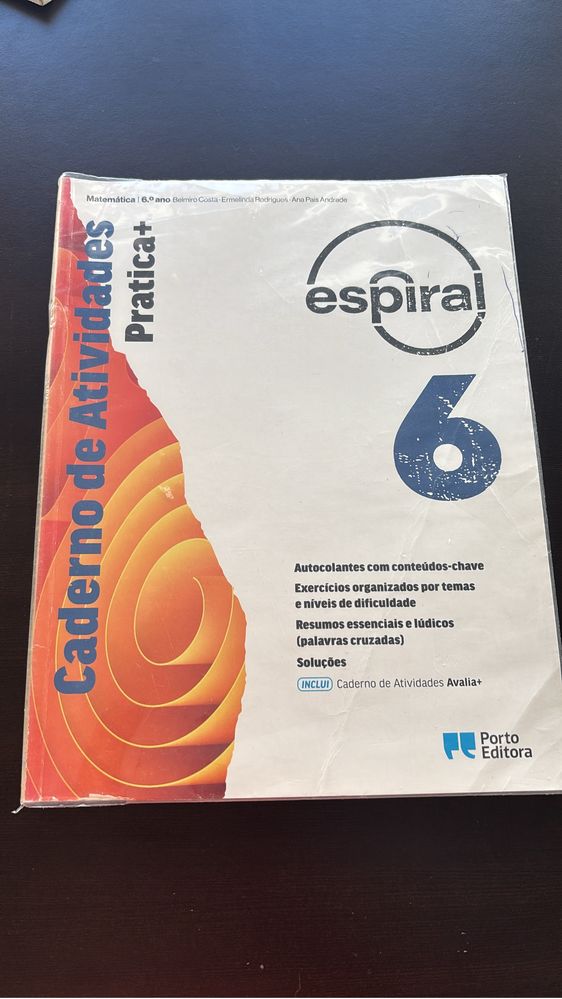 Matemática | 6.º ano Belmiro Costa · Ermelinda Rodrigues · Ana Pais Andrade
Caderno de Atividades
Pratica+
espiral
6
Autocolantes com conteúdos-chave
Exercícios organizados por temas
e níveis de dificuldade
Resumos essenciais e lúdicos
(palavras cruzadas)
Soluções
INCLUI Caderno de Atividades Avalia+
Porto
Editora